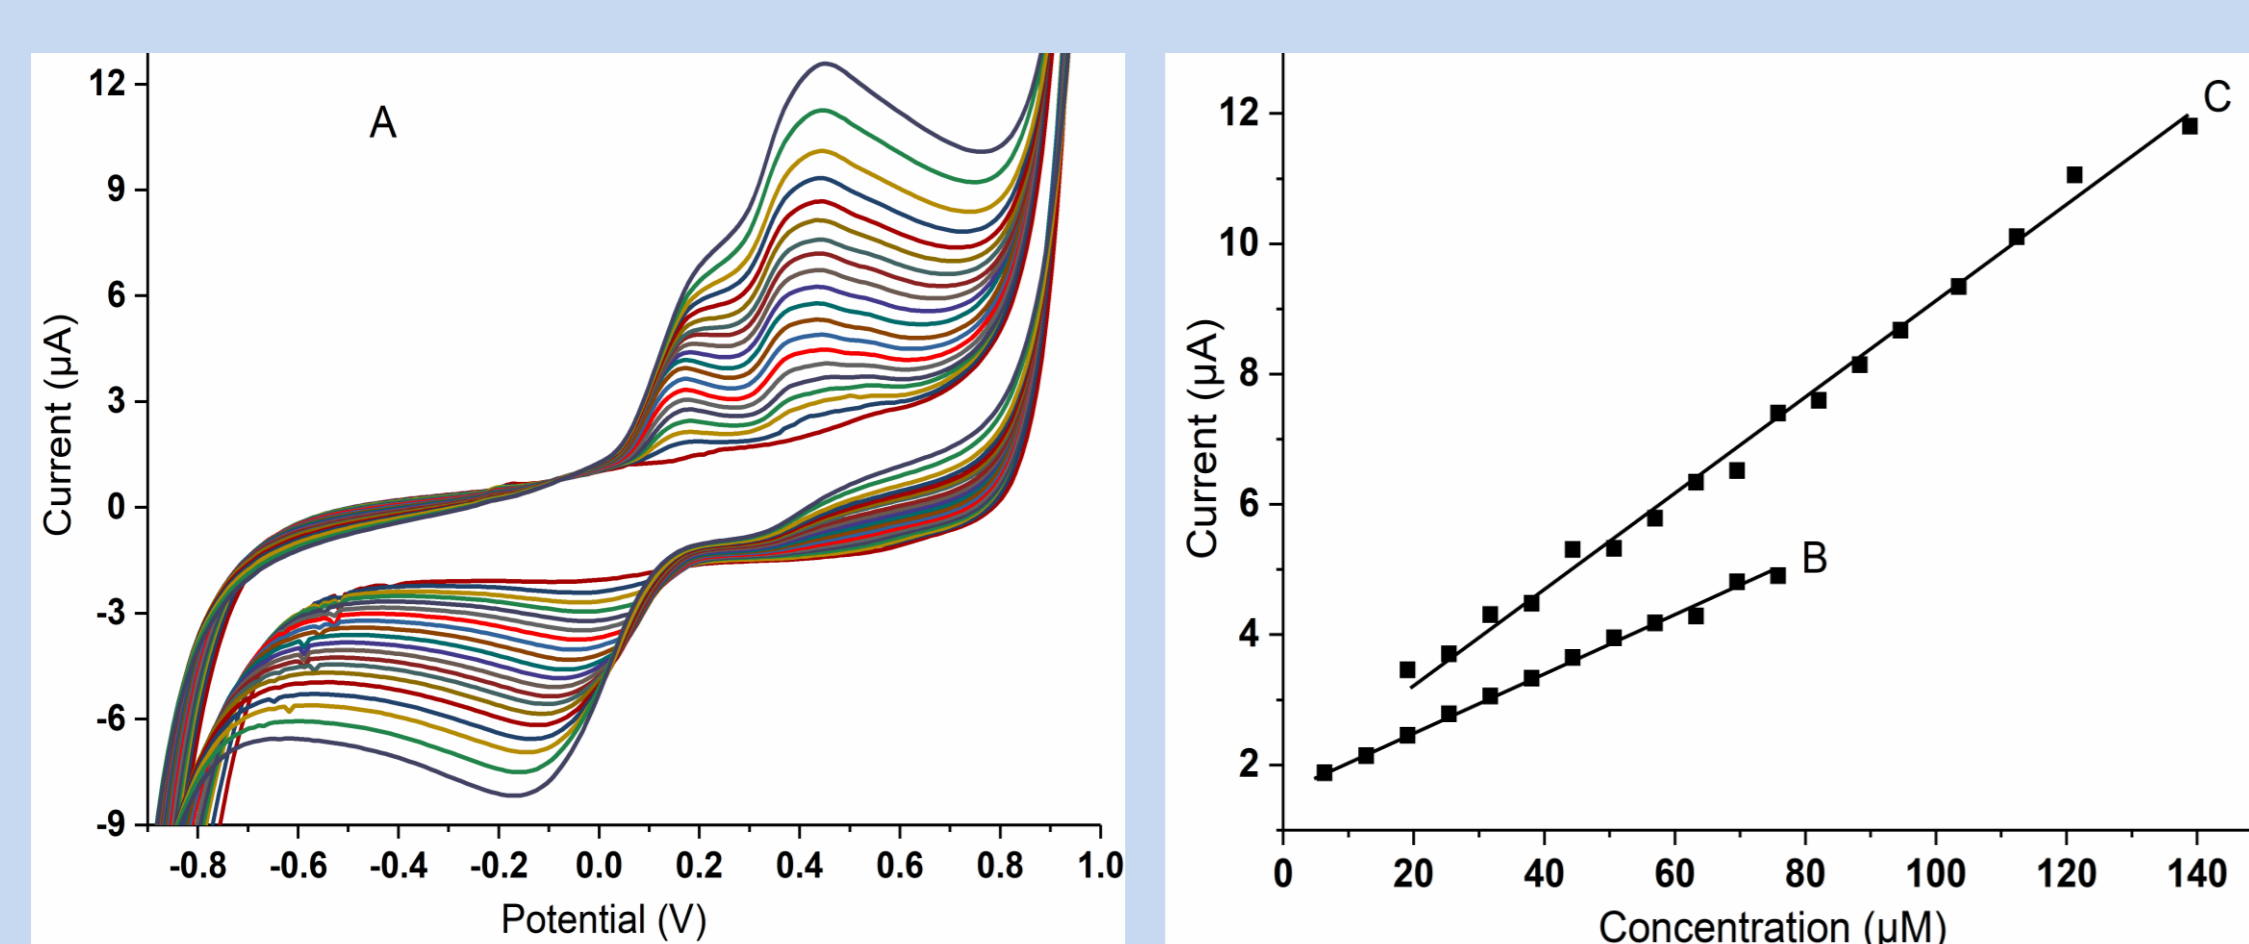 A
12
9
6
3
0
-3
-6
-9
Current (µA)
-0.8 -0.6 -0.4 -0.2 0.0 0.2 0.4 0.6 0.8 1.0
Potential (V)
C
B
12
10
8
6
4
2
Current (µA)
0 20 40 60 80 100 120 140
Concentration (µM)